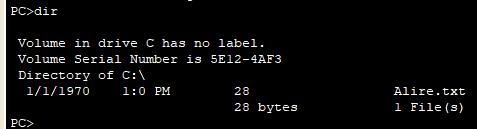 PC>dir
Volume in drive C has no label.
Volume Serial Number is 5E12-4AF3
Directory of C:\
1/1/1970 1:0 PM 28 Alire.txt
28 bytes 1 File(s)
PC>